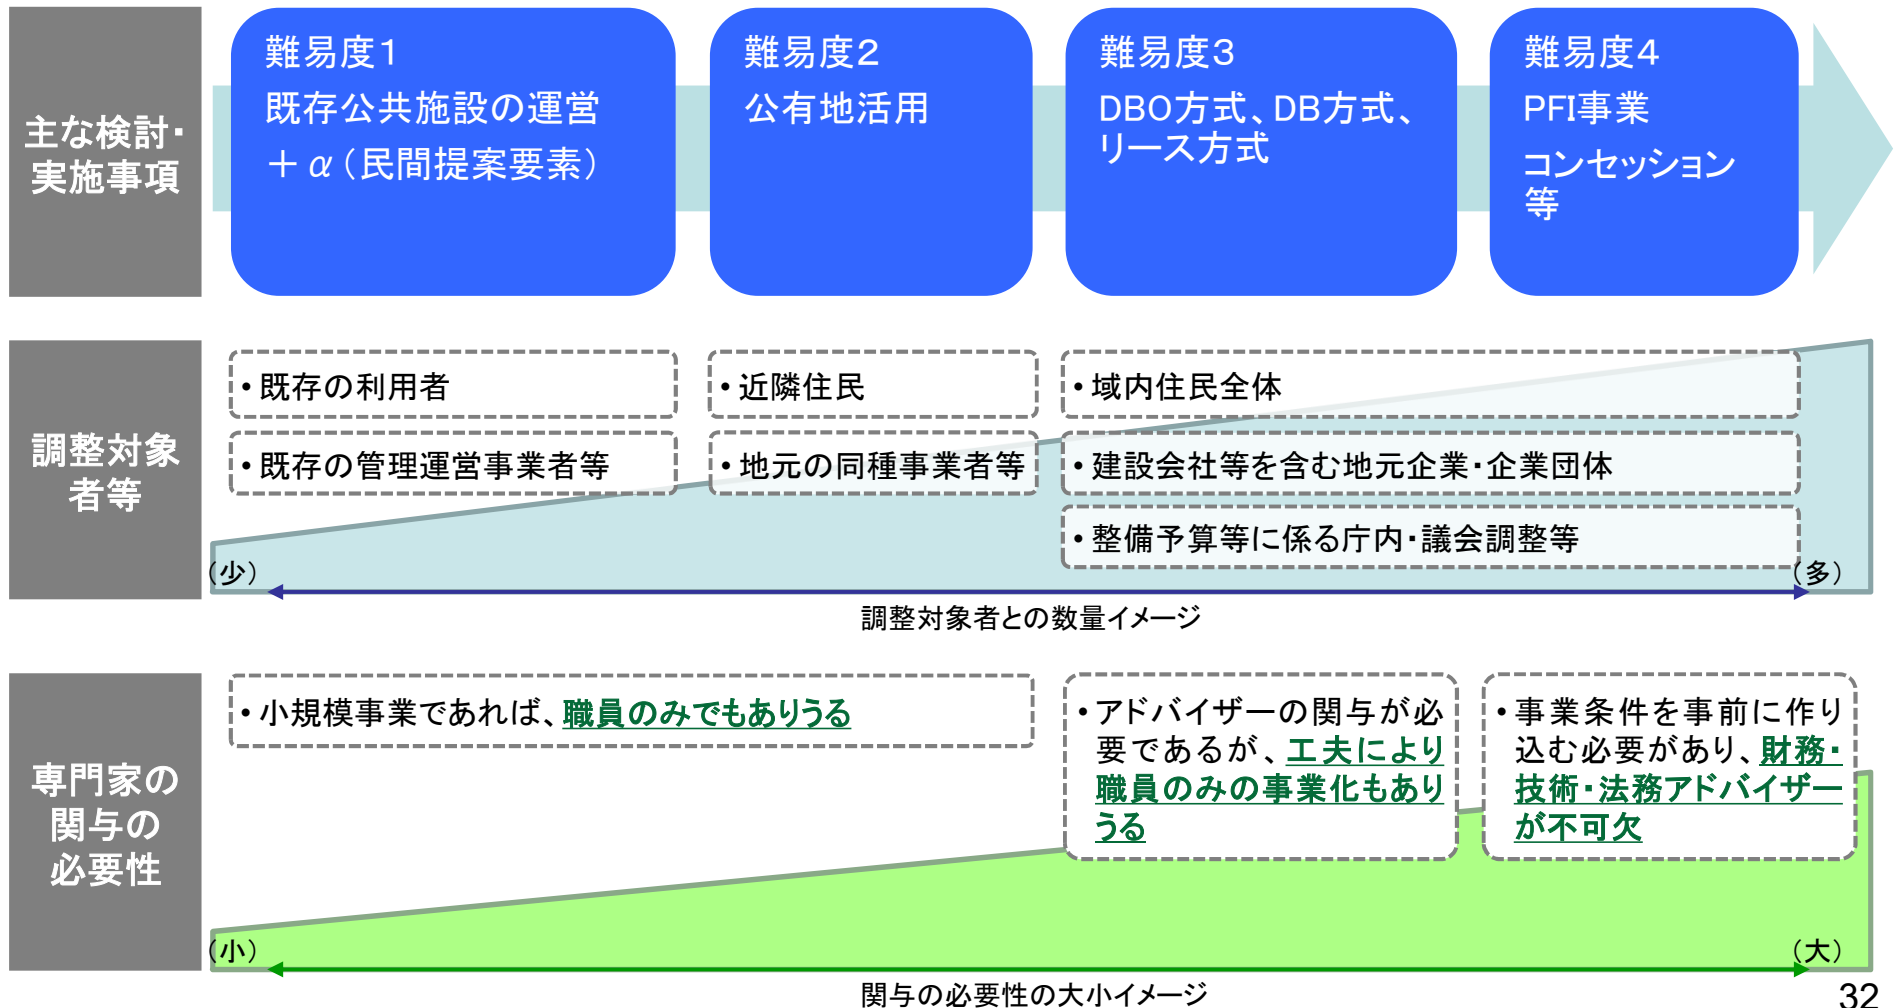 主な検討・
実施事項
難易度1
既存公共施設の運営
+α(民間提案要素)
難易度2
公有地活用
難易度3
DBO方式、DB方式、
リース方式
難易度4
PFI事業
コンセッション
等
調整対象
者等
・既存の利用者
・既存の管理運営事業者等
・近隣住民
・地元の同種事業者等
・域内住民全体
・建設会社等を含む地元企業・企業団体
・整備予算等に係る庁内・議会調整等
(少)
(多)
調整対象者との数量イメージ
専門家の
関与の
必要性
・小規模事業であれば、職員のみでもありうる
・アドバイザーの関与が必
要であるが、工夫により
職員のみの事業化もあり
うる
・事業条件を事前に作り
込む必要があり、財務・
技術・法務アドバイザー
が不可欠
(小)
(大)
関与の必要性の大小イメージ
32